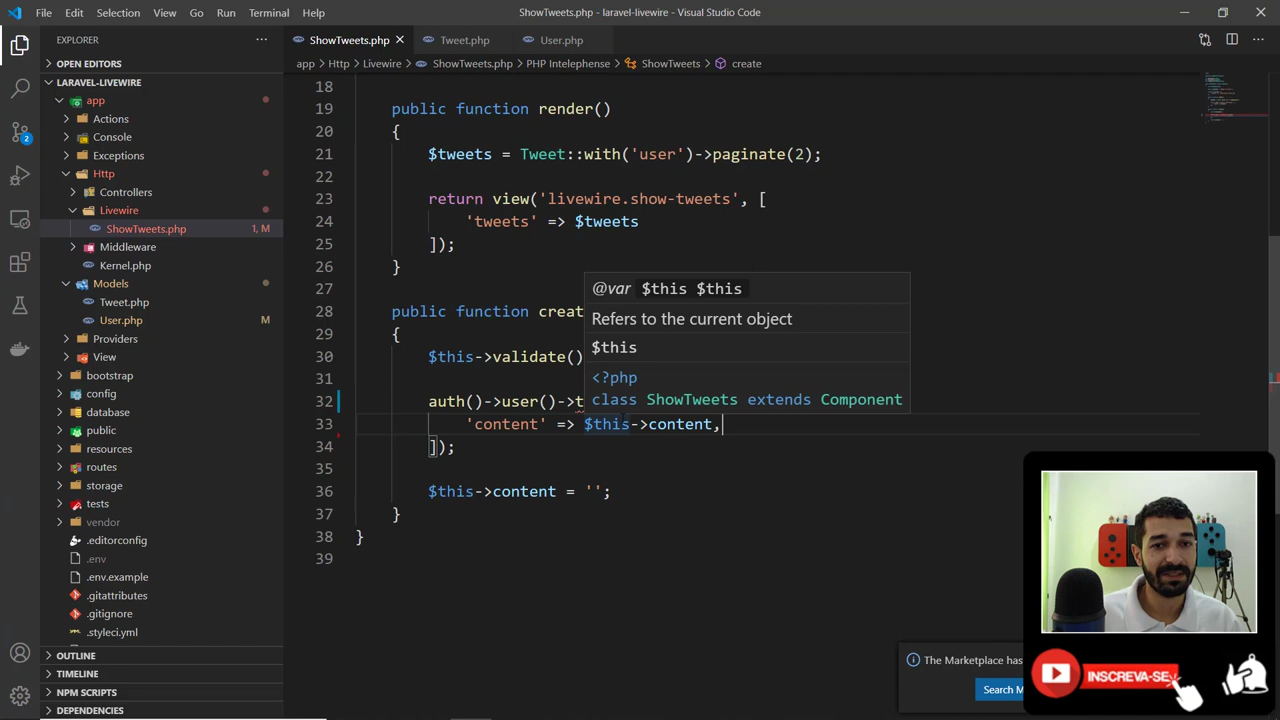 File Edit Selection View Go Run Terminal Help
ShowTweets.php - laravel-livewire - Visual Studio Code
EXPLORER
ShowTweets.php
Tweet.php
User.php
OPEN EDITORS
app > Http > Livewire > ShowTweets.php > PHP Intelephense > ShowTweets > create
LARAVEL-LIVEWIRE
app
Actions
Console
Exceptions
Http
Controllers
Livewire
ShowTweets.php 1, M
Middleware
Kernel.php
Models
Tweet.php
User.php M
Providers
View
bootstrap
config
database
public
resources
routes
storage
tests
vendor
.editorconfig
.env
.env.example
.gitattributes
.gitignore
.styleci.yml
OUTLINE
TIMELINE
NPM SCRIPTS
DEPENDENCIES
2
18
19 public function render()
20 {
21 $tweets = Tweet::with('user')->paginate(2);
22
23 return view('livewire.show-tweets', [
24 'tweets' => $tweets
25 ]);
26 }
27
28 public function creat
29 {
30 $this->validate()
31
32 auth()->user()->t
33 'content' => $this->content,
34 ]);
35
36 $this->content = '';
37 }
38 }
39
@var $this $this
Refers to the current object
$this
<?php
class ShowTweets extends Component
The Marketplace has
Search M
INSCREVA-SE